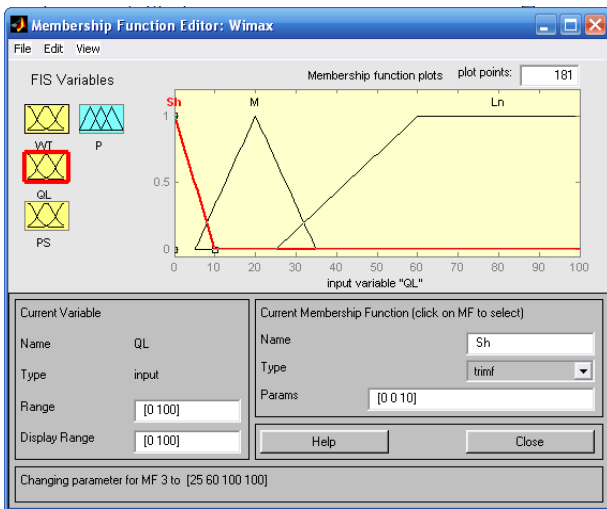 Membership Function Editor: Wimax
File Edit View
FIS Variables
Membership function plots plot points: 181
WT P
QL
PS
Sh M Ln
1
0.5
0
0 10 20 30 40 50 60 70 80 90 100
input variable "QL"
Current Variable
Name QL
Type input
Range [0 100]
Display Range [0 100]
Current Membership Function (click on MF to select)
Name Sh
Type trimf
Params [0 0 10]
Help Close
Changing parameter for MF 3 to [25 60 100 100]